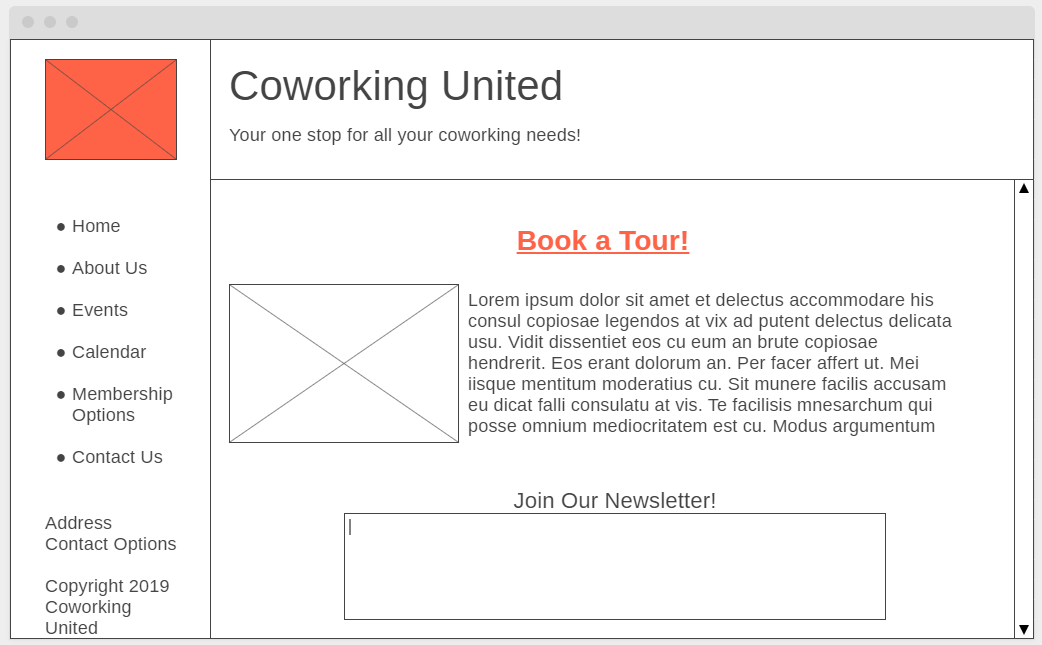 Coworking United
Your one stop for all your coworking needs!
Home
About Us
Events
Calendar
Membership
Options
Contact Us
Address
Contact Options
Copyright 2019
Coworking
United
Book a Tour!
Lorem ipsum dolor sit amet et delectus accommodare his
consul copiosae legendos at vix ad putent delectus delicata
usu. Vidit dissentiet eos cu eum an brute copiosae
hendrerit. Eos erant dolorum an. Per facer affert ut. Mei
iisque mentitum moderatius cu. Sit munere facilis accusam
eu dicat falli consulatu at vis. Te facilisis mnesarchum qui
posse omnium mediocritatem est cu. Modus argumentum
Join Our Newsletter!